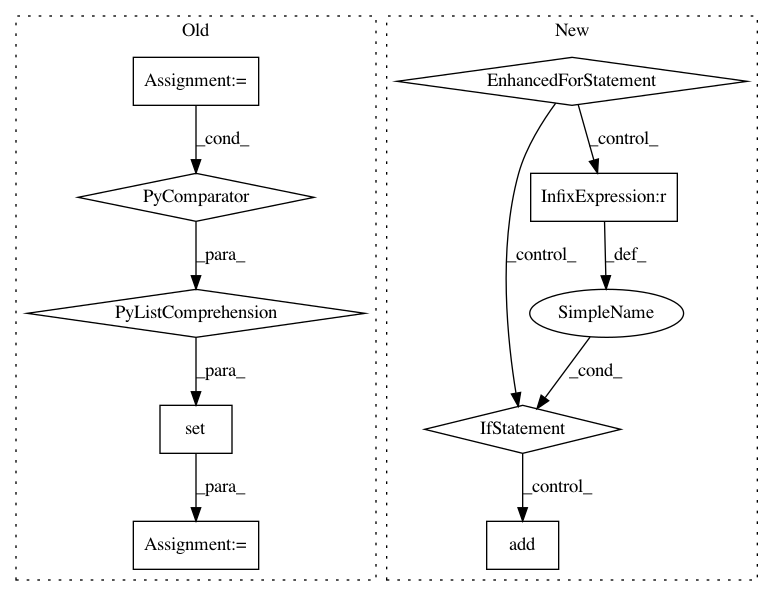 Old
New
Assignment:=
EnhancedForStatement
_cond_
_control_
PyComparator
InfixExpression:r
_para_
_control_
_def_
PyListComprehension
SimpleName
_para_
_cond_
set
IfStatement
_para_
_control_
Assignment:=
add